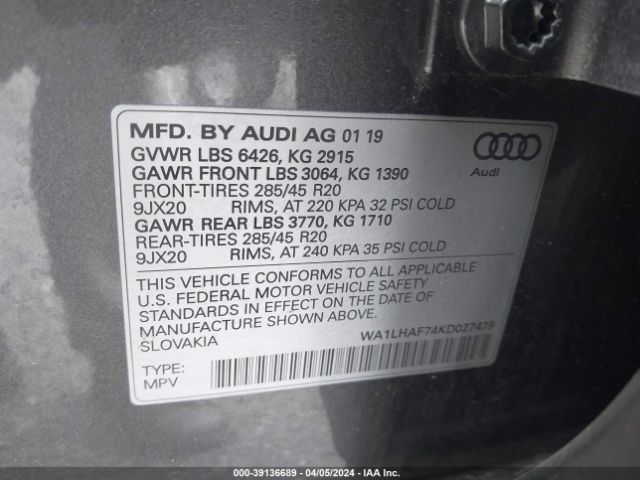 MFD. BY AUDI AG 01 19
GVWR LBS 6426, KG 2915
GAWR FRONT LBS 3064, KG 1390
FRONT-TIRES 285/45 R20
9JX20 RIMS, AT 220 KPA 32 PSI COLD
GAWR REAR LBS 3770, KG 1710
REAR-TIRES 285/45 R20
9JX20 RIMS, AT 240 KPA 35 PSI COLD
Audi
THIS VEHICLE CONFORMS TO ALL APPLICABLE
U.S. FEDERAL MOTOR VEHICLE SAFETY
STANDARDS IN EFFECT ON THE DATE OF
MANUFACTURE SHOWN ABOVE.
SLOVAKIA
WA1LHAF74KD027479
TYPE:
MPV
000-39136689 - 04/05/2024 - IAA Inc.